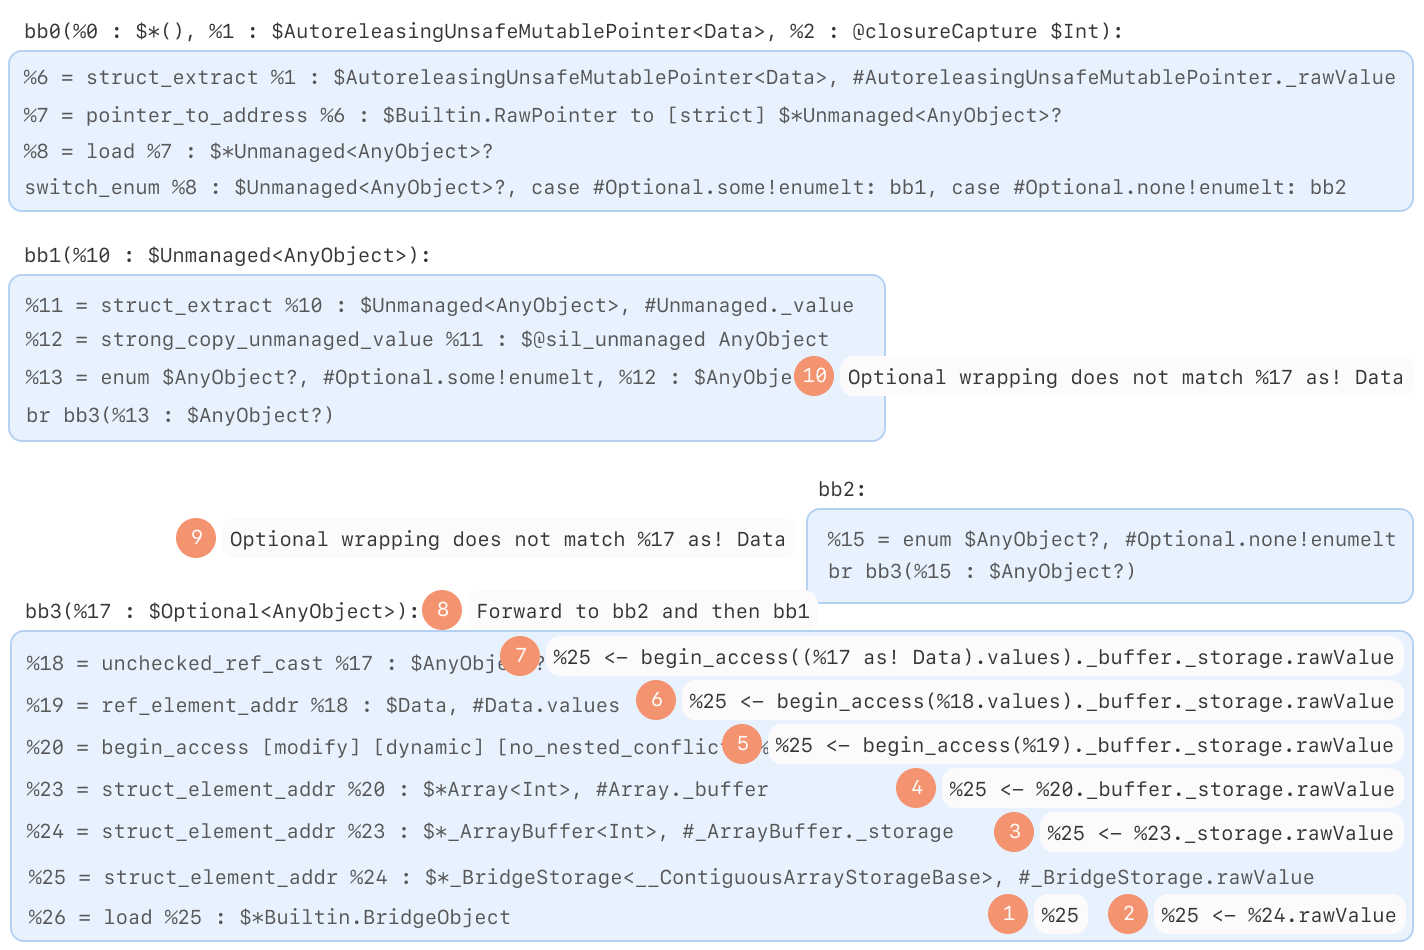 bb0(%0 : $*(), %1 : $AutoreleasingUnsafeMutablePointer<Data>, %2 : @closureCapture $Int):
%6 = struct_extract %1 : $AutoreleasingUnsafeMutablePointer<Data>, #AutoreleasingUnsafeMutablePointer._rawValue
%7 = pointer_to_address %6 : $Builtin.RawPointer to [strict] $*Unmanaged<AnyObject>?
%8 = load %7 : $*Unmanaged<AnyObject>?
switch_enum %8 : $Unmanaged<AnyObject>?, case #Optional.some!enumelt: bb1, case #Optional.none!enumelt: bb2
bb1(%10 : $Unmanaged<AnyObject>):
%11 = struct_extract %10 : $Unmanaged<AnyObject>, #Unmanaged._value
%12 = strong_copy_unmanaged_value %11 : $@sil_unmanaged AnyObject
%13 = enum $AnyObject?, #Optional.some!enumelt, %12 : $AnyObje 10 Optional wrapping does not match %17 as! Data
br bb3(%13 : $AnyObject?)
bb2:
9 Optional wrapping does not match %17 as! Data
%15 = enum $AnyObject?, #Optional.none!enumelt
br bb3(%15 : $AnyObject?)
bb3(%17 : $Optional<AnyObject>): 8 Forward to bb2 and then bb1
%18 = unchecked_ref_cast %17 : $AnyObj ? 7 %25 <- begin_access((%17 as! Data).values)._buffer._storage.rawValue
%19 = ref_element_addr %18 : $Data, #Data.values 6 %25 <- begin_access(%18.values)._buffer._storage.rawValue
%20 = begin_access [modify] [dynamic] [no_nested_conflic % 5 %25 <- begin_access(%19)._buffer._storage.rawValue
%23 = struct_element_addr %20 : $*Array<Int>, #Array._buffer 4 %25 <- %20._buffer._storage.rawValue
%24 = struct_element_addr %23 : $*_ArrayBuffer<Int>, #_ArrayBuffer._storage 3 %25 <- %23._storage.rawValue
%25 = struct_element_addr %24 : $*_BridgeStorage<__ContiguousArrayStorageBase>, #_BridgeStorage.rawValue
%26 = load %25 : $*Builtin.BridgeObject 1 %25 2 %25 <- %24.rawValue